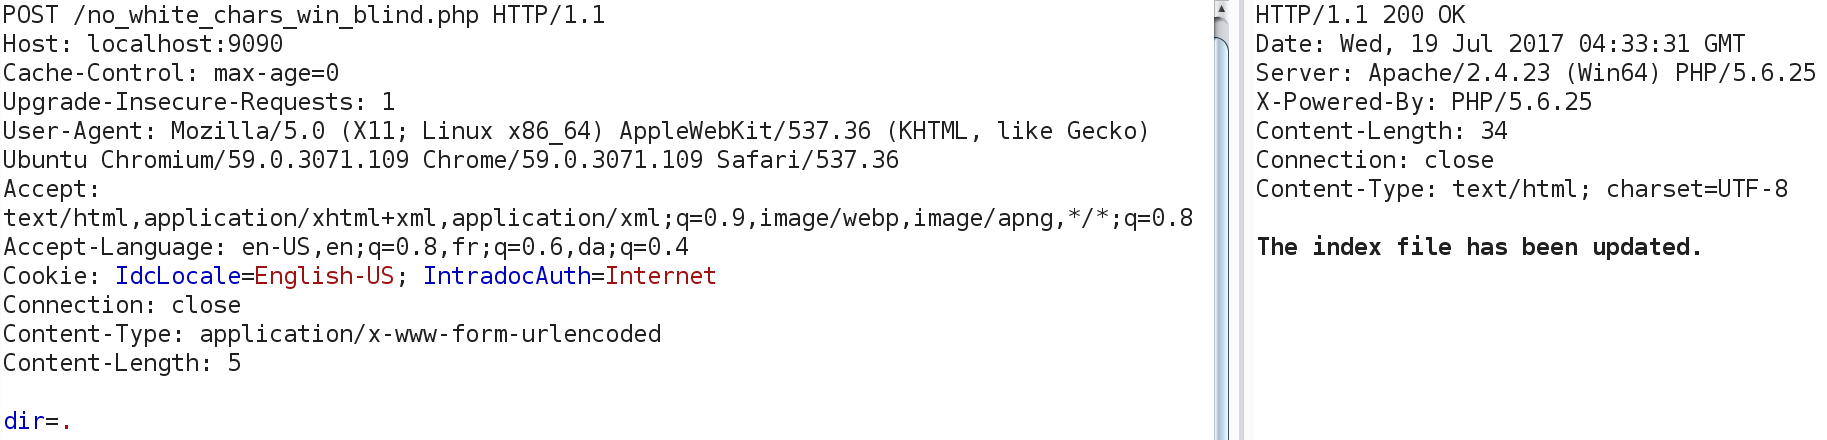 POST /no_white_chars_win_blind.php HTTP/1.1
Host: localhost:9090
Cache-Control: max-age=0
Upgrade-Insecure-Requests: 1
User-Agent: Mozilla/5.0 (X11; Linux x86_64) AppleWebKit/537.36 (KHTML, like Gecko)
Ubuntu Chromium/59.0.3071.109 Chrome/59.0.3071.109 Safari/537.36
Accept:
text/html,application/xhtml+xml,application/xml;q=0.9,image/webp,image/apng,*/*;q=0.8
Accept-Language: en-US,en;q=0.8,fr;q=0.6,da;q=0.4
Cookie: IdcLocale=English-US; IntradocAuth=Internet
Connection: close
Content-Type: application/x-www-form-urlencoded
Content-Length: 5

dir=.
HTTP/1.1 200 OK
Date: Wed, 19 Jul 2017 04:33:31 GMT
Server: Apache/2.4.23 (Win64) PHP/5.6.25
X-Powered-By: PHP/5.6.25
Content-Length: 34
Connection: close
Content-Type: text/html; charset=UTF-8

The index file has been updated.